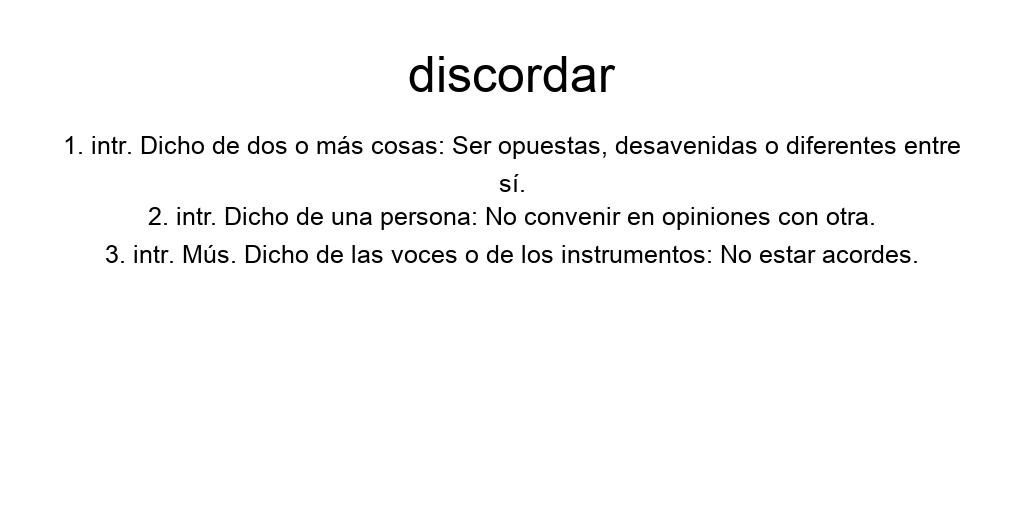 discordar
1. intr. Dicho de dos o más cosas: Ser opuestas, desavenidas o diferentes entre
sí.
2. intr. Dicho de una persona: No convenir en opiniones con otra.
3. intr. Mús. Dicho de las voces o de los instrumentos: No estar acordes.